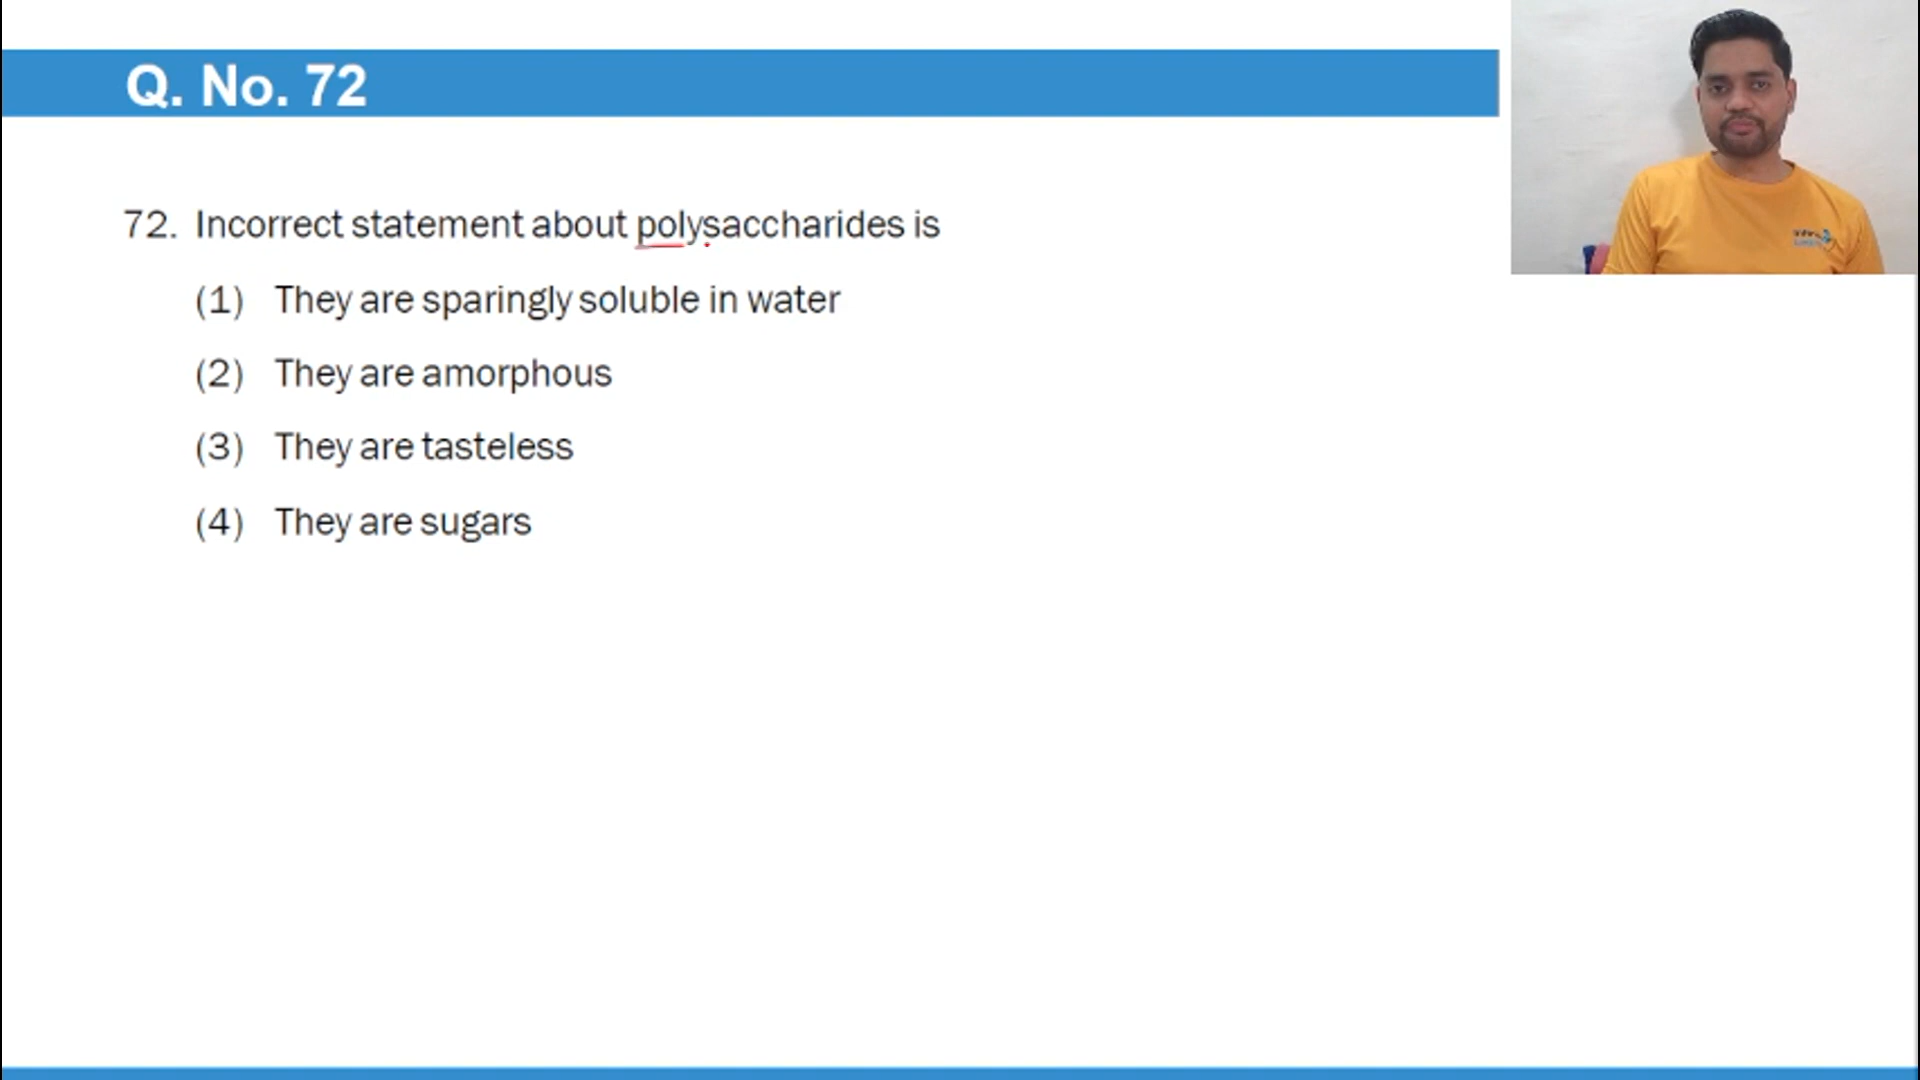 Q. No. 72
72. Incorrect statement about polysaccharides is
(1) They are sparingly soluble in water
(2) They are amorphous
(3) They are tasteless
(4) They are sugars